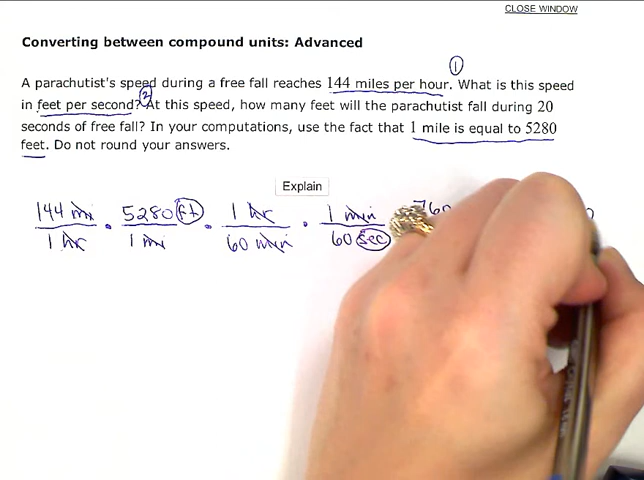 CLOSE WINDOW
Converting between compound units: Advanced
①
A parachutist's speed during a free fall reaches 144 miles per hour. What is this speed
in feet per second? ② At this speed, how many feet will the parachutist fall during 20
seconds of free fall? In your computations, use the fact that 1 mile is equal to 5280
feet. Do not round your answers.
Explain
144 mi 5280 ft 1 hr 1 min
1 hr · 1 mi · 60 min · 60 sec